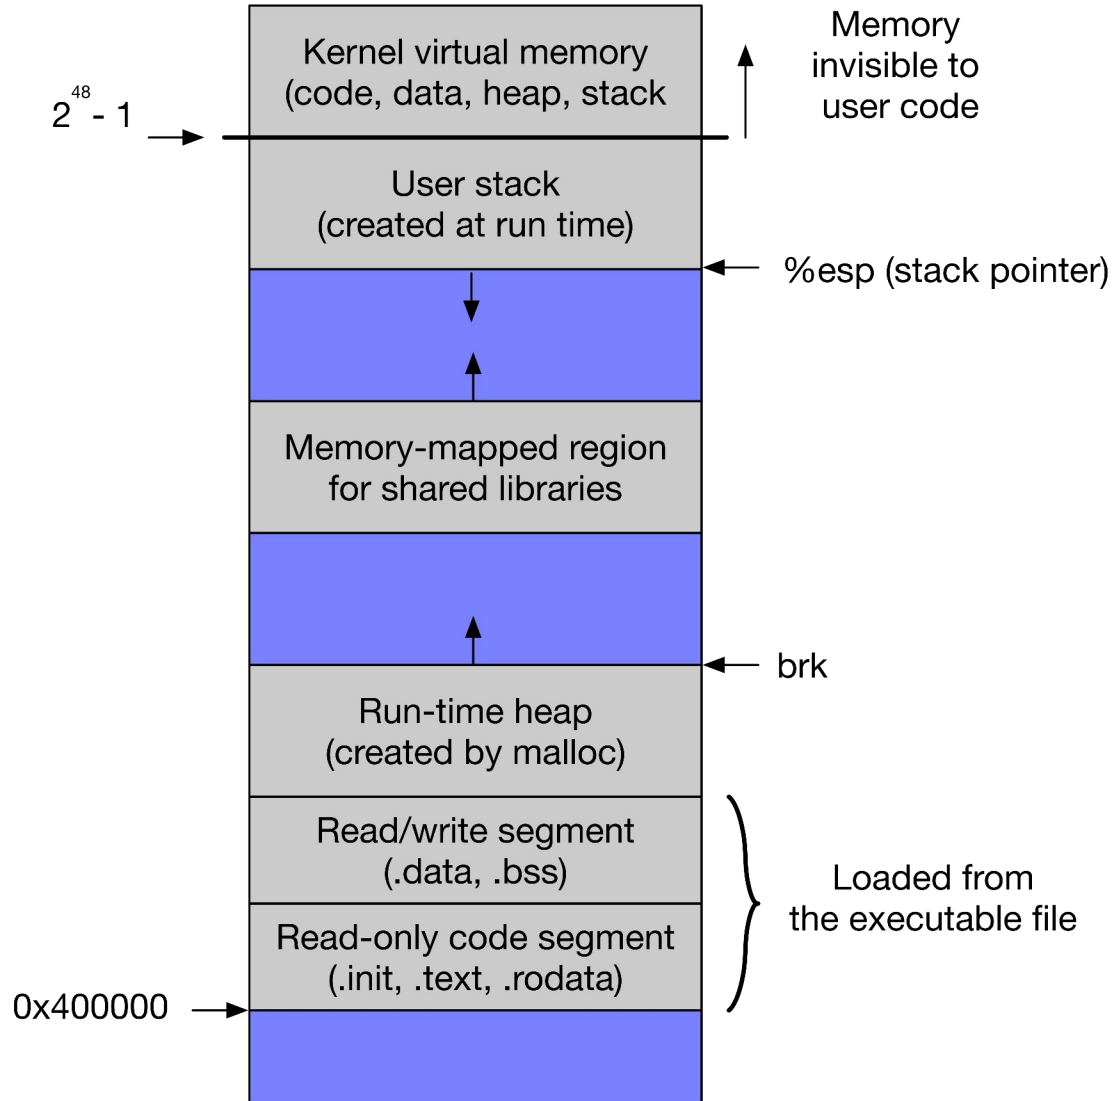 Kernel virtual memory
(code, data, heap, stack
Memory
invisible to
user code
2^48 - 1
User stack
(created at run time)
%esp (stack pointer)
Memory-mapped region
for shared libraries
brk
Run-time heap
(created by malloc)
Read/write segment
(.data, .bss)
Loaded from
the executable file
Read-only code segment
(.init, .text, .rodata)
0x400000